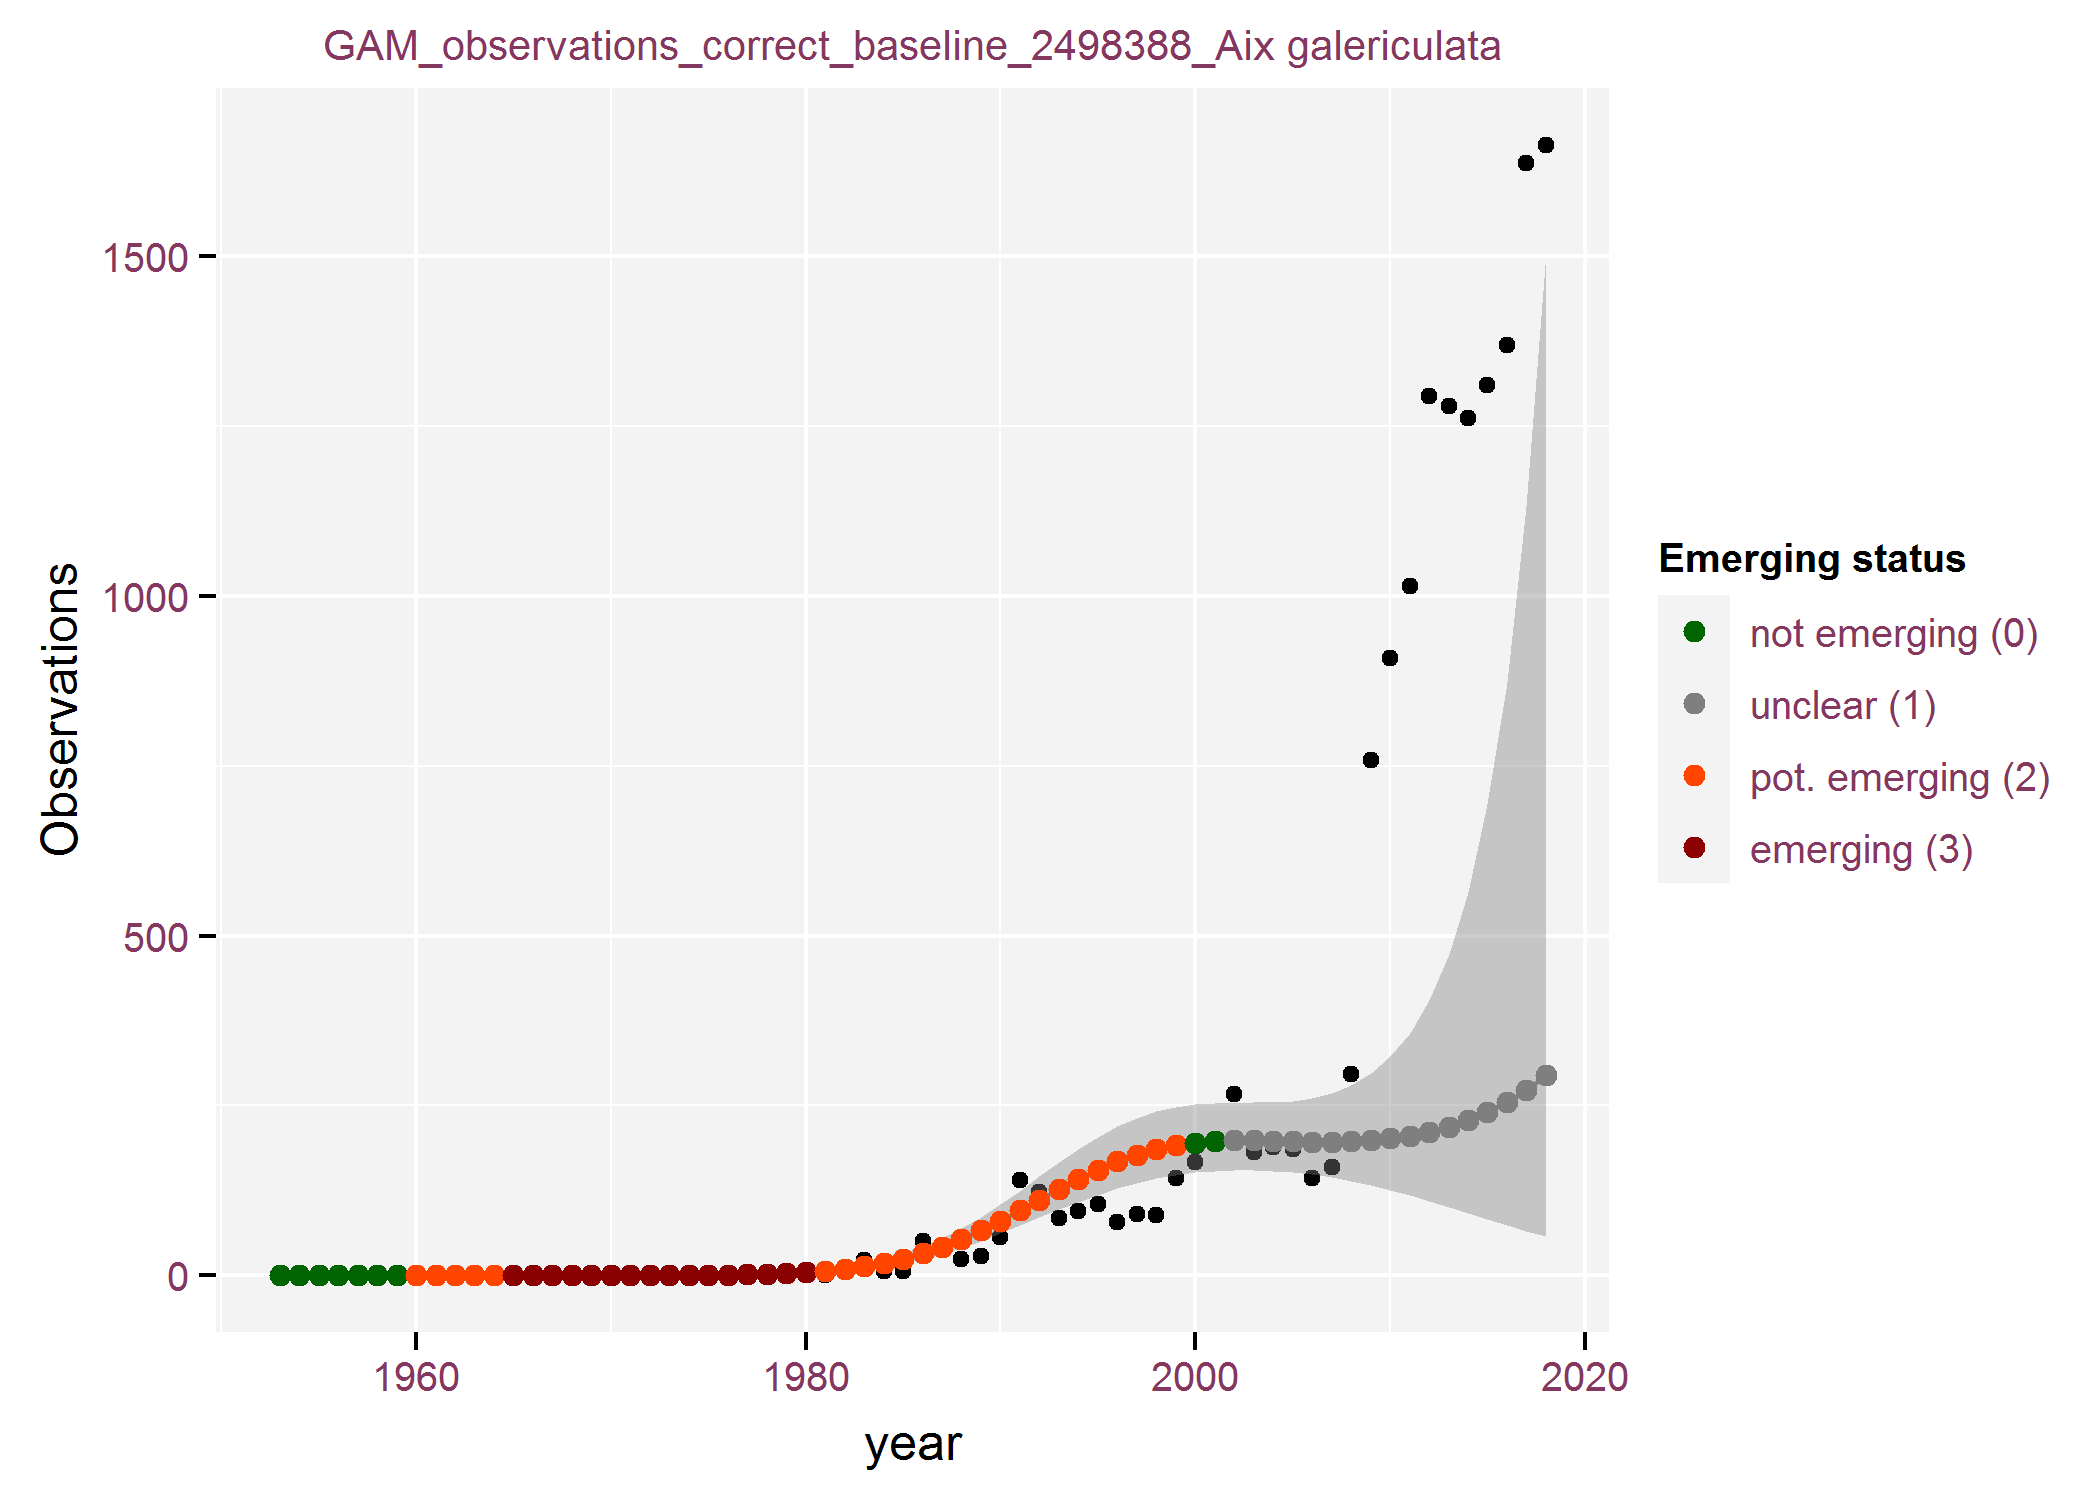 GAM_observations_correct_baseline_2498388_Aix galericulata
Observations
1500
1000
500
0
1960
1980
2000
2020
year
Emerging status
not emerging (0)
unclear (1)
pot. emerging (2)
emerging (3)